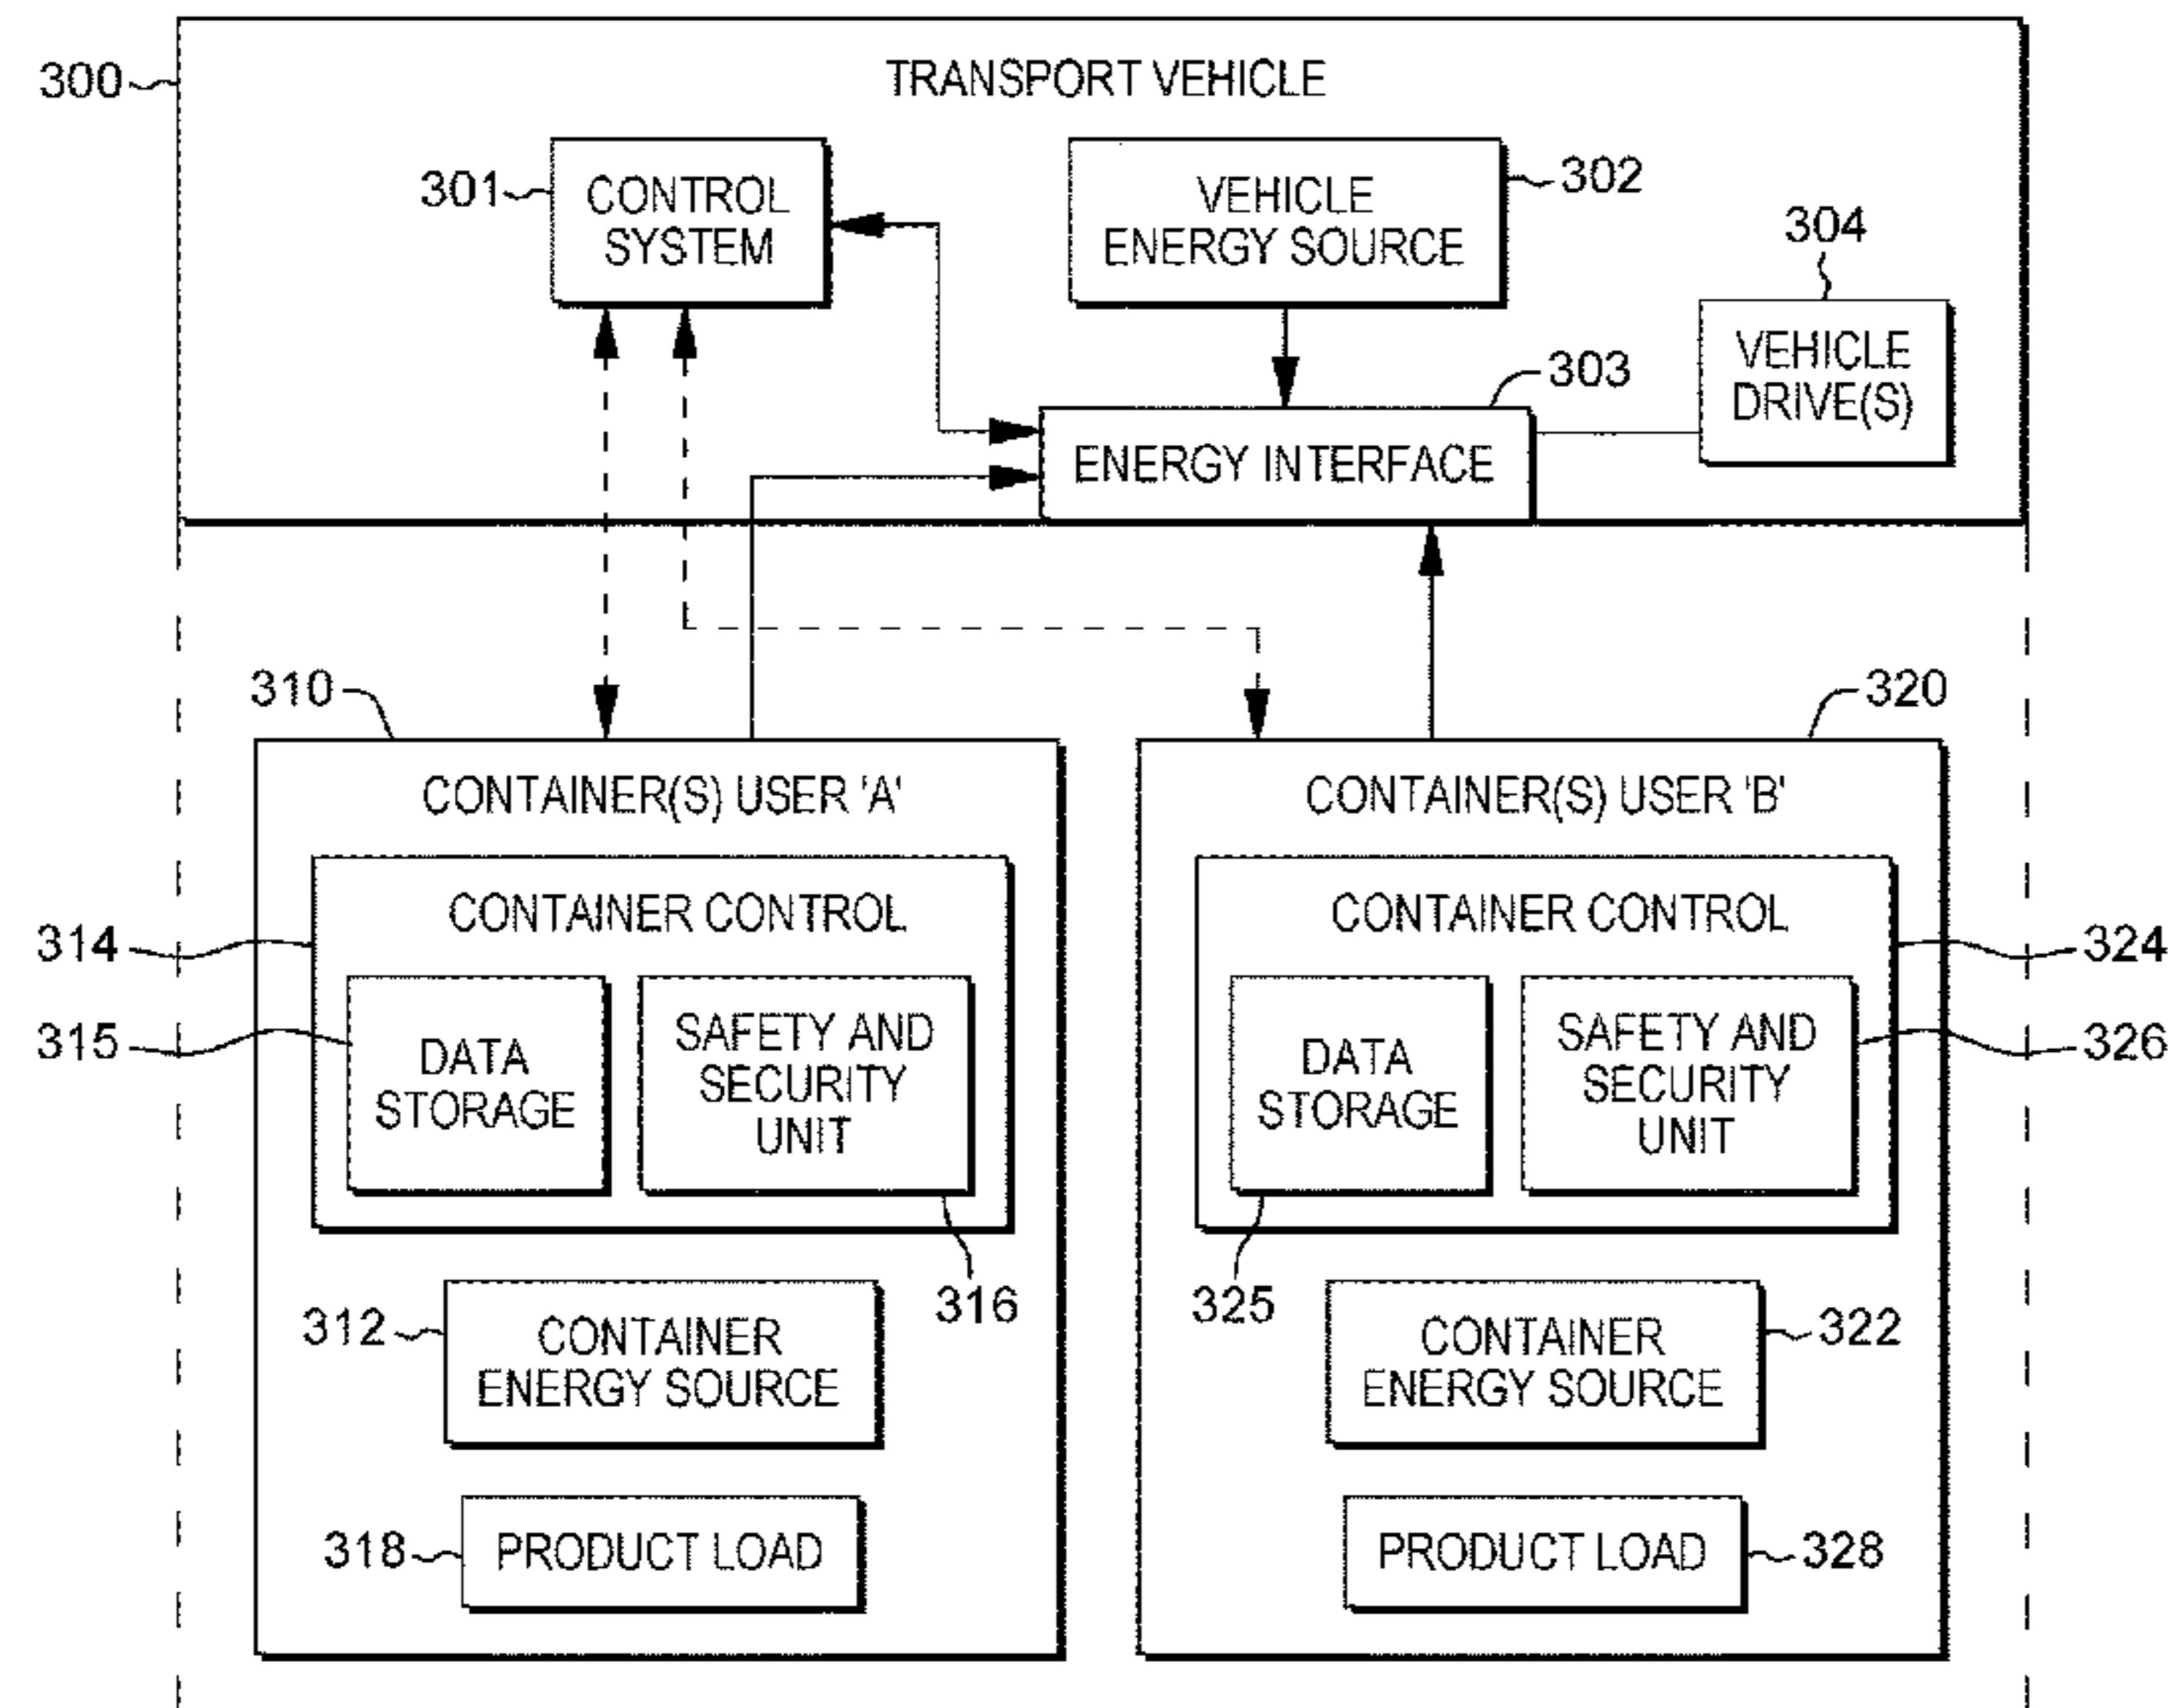 300
TRANSPORT VEHICLE
301
CONTROL
SYSTEM
VEHICLE
ENERGY SOURCE
302
304
VEHICLE
DRIVE(S)
303
ENERGY INTERFACE
310
320
CONTAINER(S) USER 'A'
CONTAINER CONTROL
314
315
DATA
STORAGE
SAFETY AND
SECURITY
UNIT
316
312
CONTAINER
ENERGY SOURCE
318
PRODUCT LOAD
CONTAINER(S) USER 'B'
CONTAINER CONTROL
324
DATA
STORAGE
SAFETY AND
SECURITY
UNIT
326
325
CONTAINER
ENERGY SOURCE
322
PRODUCT LOAD
328